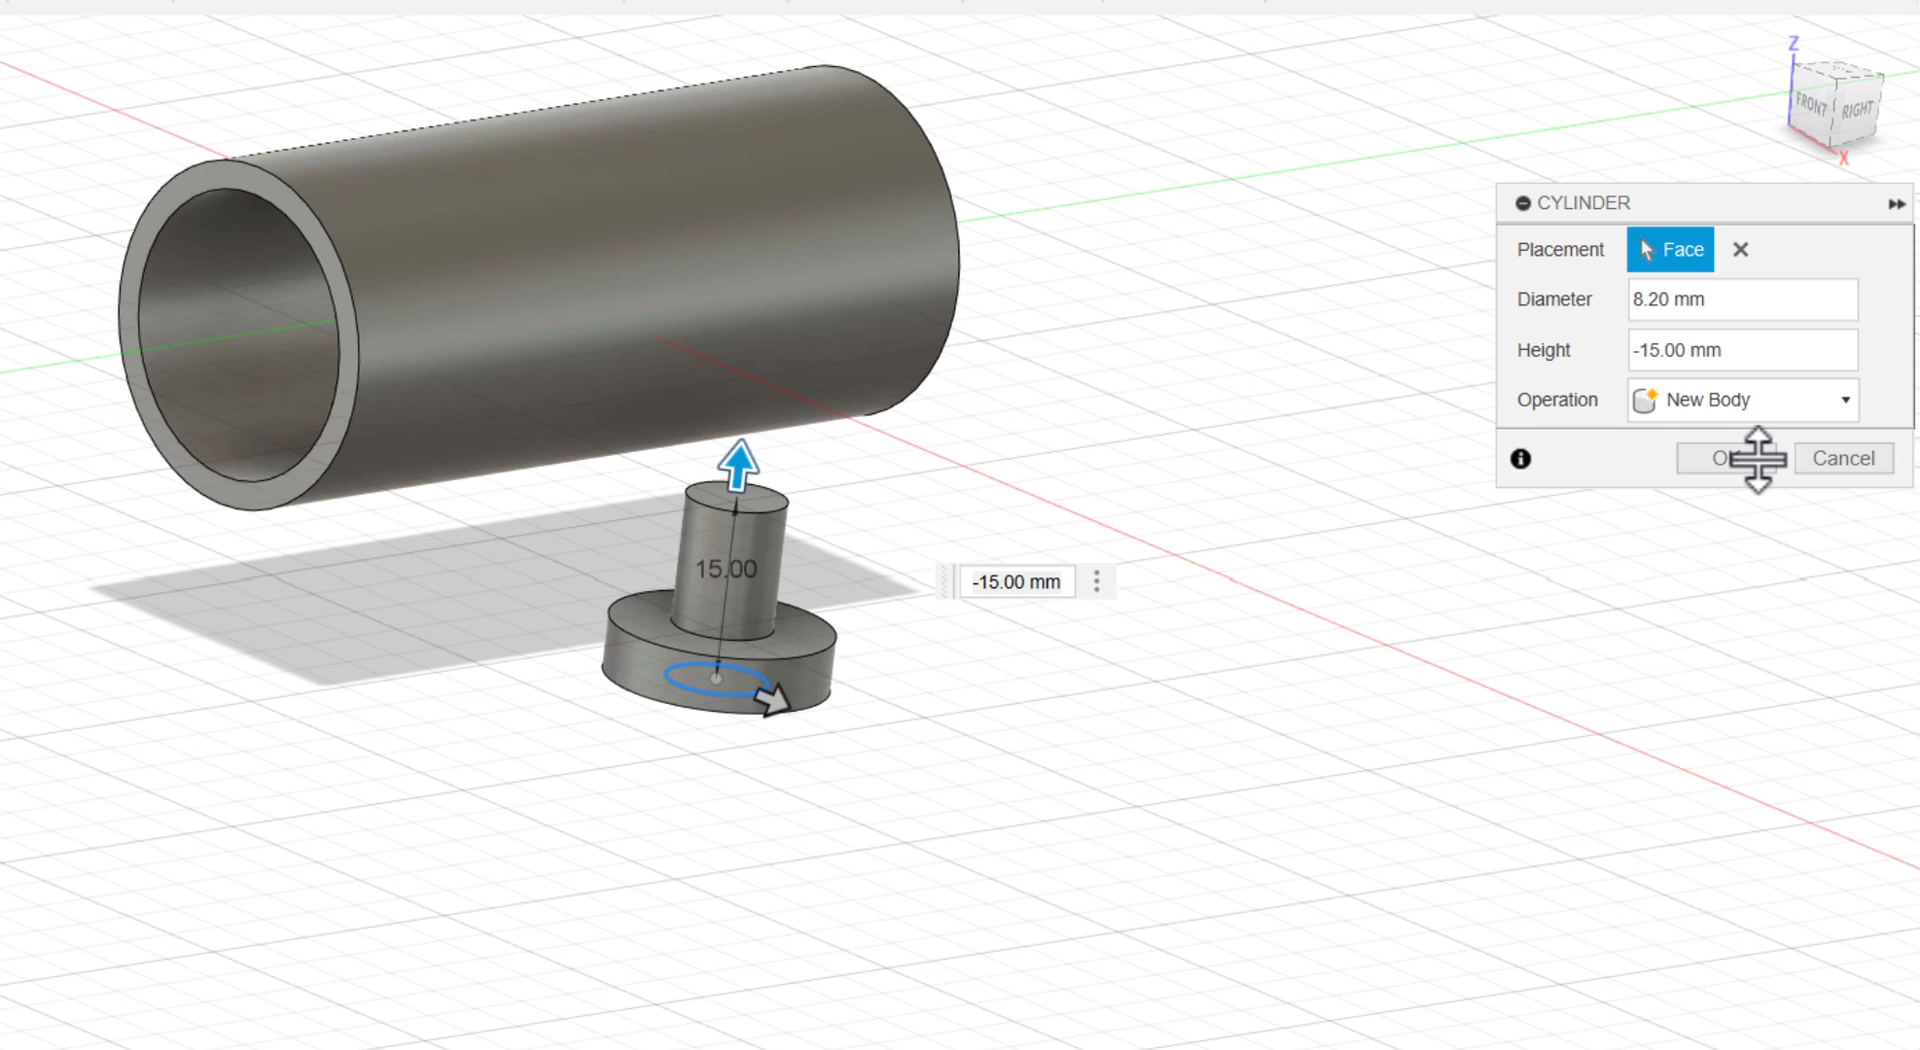 Z
FRONT
RIGHT
X
CYLINDER
Placement
Face
Diameter
8.20 mm
Height
-15.00 mm
Operation
New Body
Cancel
15.00
-15.00 mm